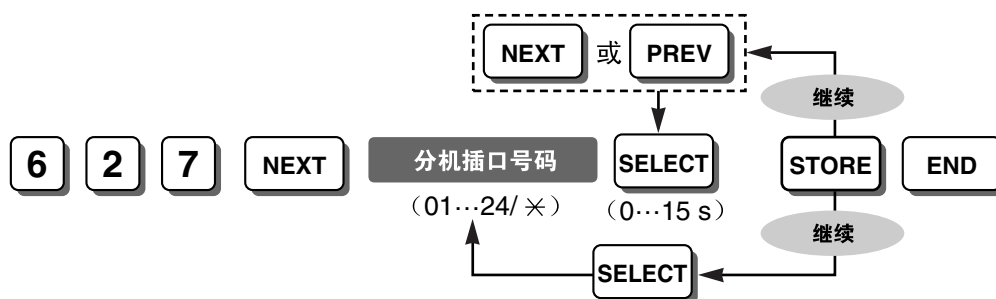 NEXT 或 PREV
继续
6 2 7 NEXT 分机插口号码 SELECT STORE END
（01…24/ ✳） （0…15 s）
继续
SELECT